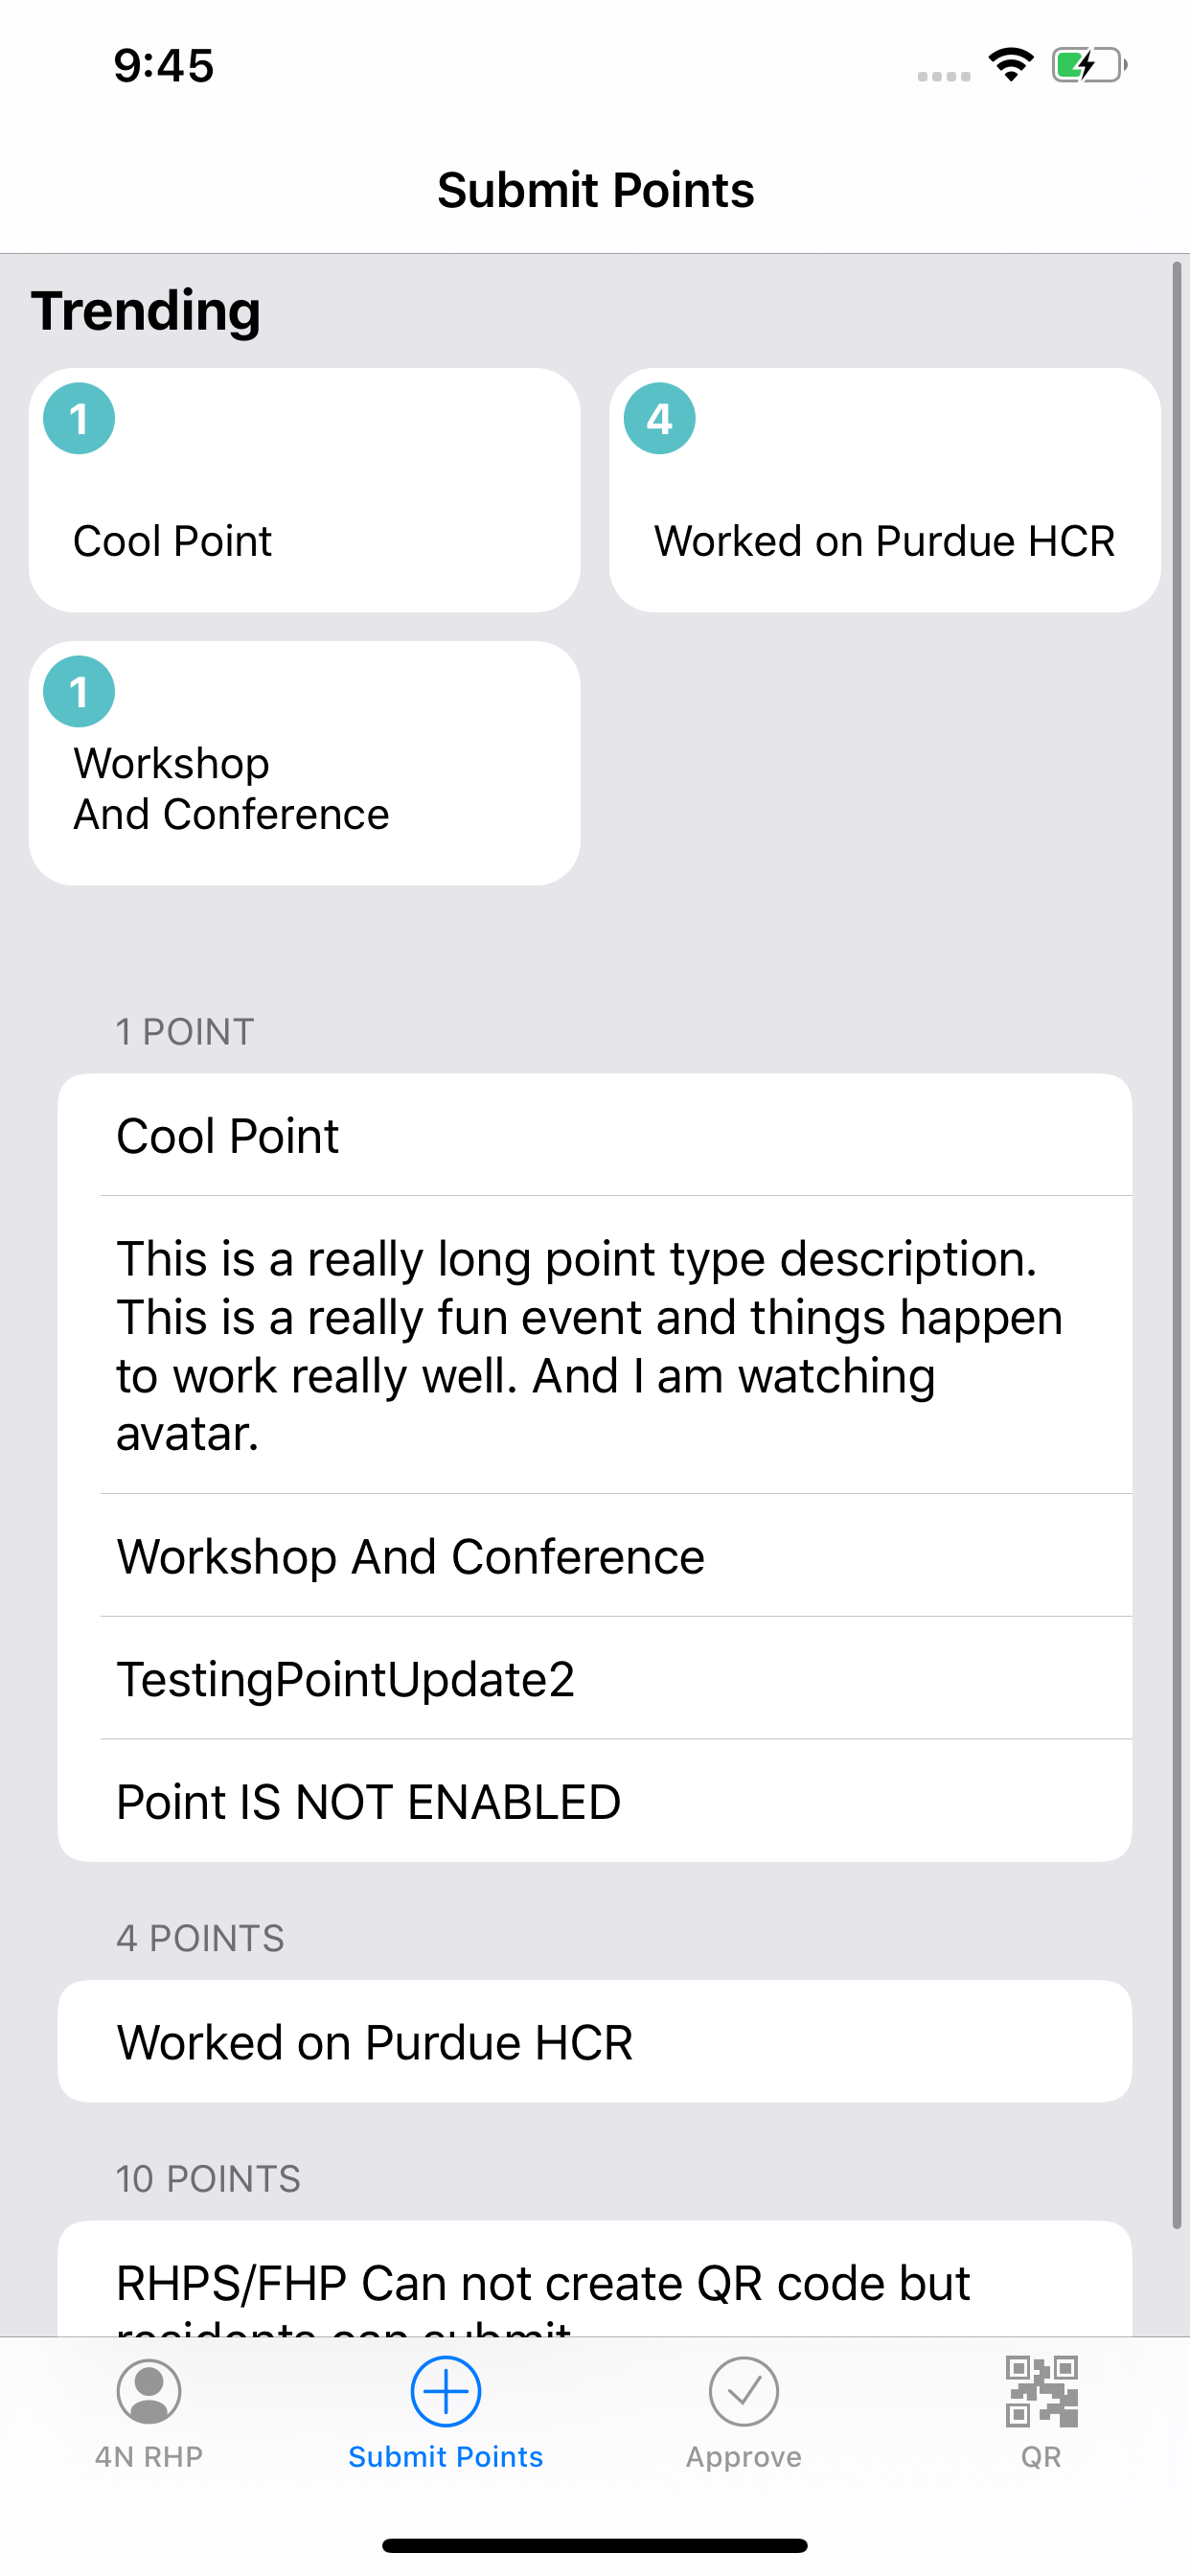 9:45
Submit Points
Trending
1
Cool Point
4
Worked on Purdue HCR
1
Workshop
And Conference
1 POINT
Cool Point
This is a really long point type description.
This is a really fun event and things happen
to work really well. And I am watching
avatar.
Workshop And Conference
TestingPointUpdate2
Point IS NOT ENABLED
4 POINTS
Worked on Purdue HCR
10 POINTS
RHPS/FHP Can not create QR code but
residents can submit
4N RHP
Submit Points
Approve
QR